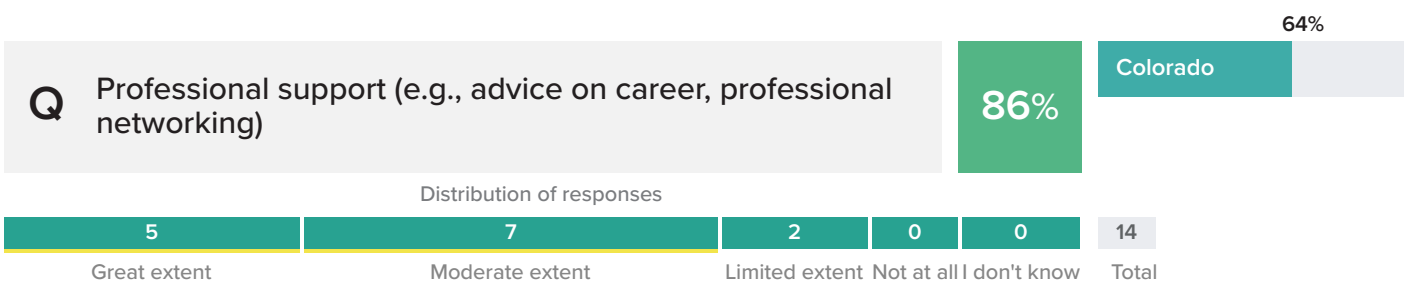 64%
Q
Professional support (e.g., advice on career, professional
networking)
86%
Colorado
Distribution of responses
5 7 2 0 0 14
Great extent Moderate extent Limited extent Not at all I don't know Total